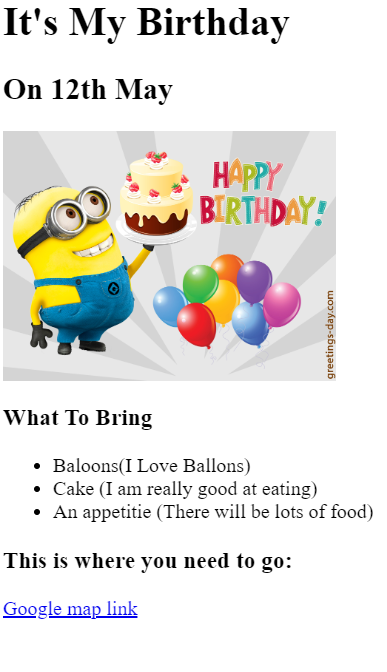 It's My Birthday
On 12th May
HAPPY
BIRTHDAY!
greetings-day.com
What To Bring
Baloons(I Love Ballons)
Cake (I am really good at eating)
An appetitie (There will be lots of food)
This is where you need to go:
Google map link